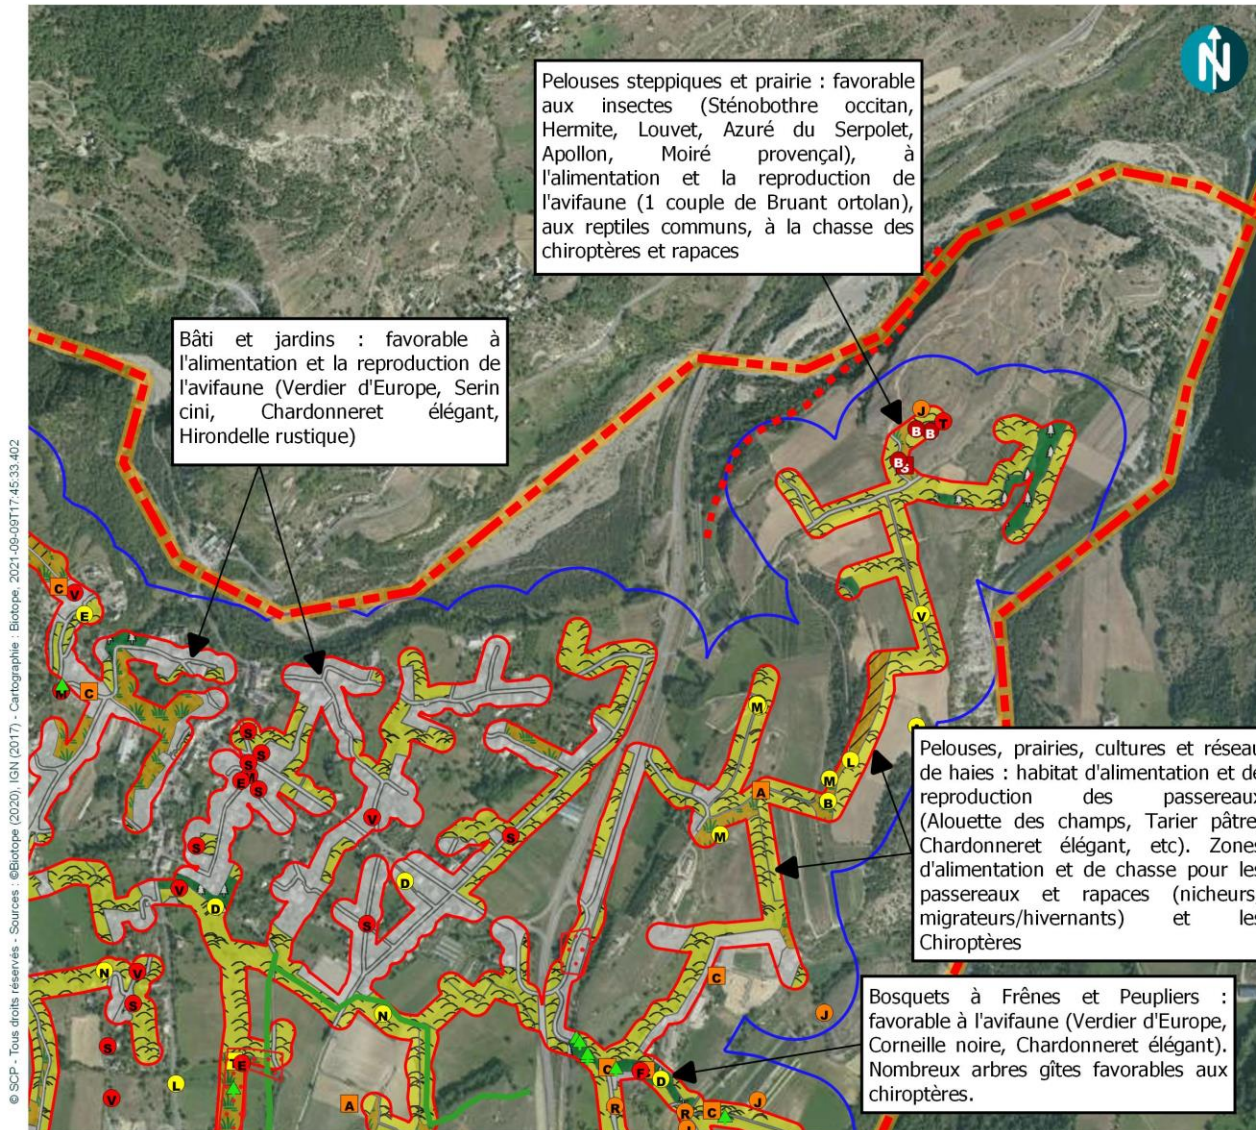 N
Pelouses steppiques et prairie : favorable
aux insectes (Sténobothre occitan,
Hermite, Louvet, Azuré du Serpolet,
Apollon, Moiré provençal), à
l'alimentation et la reproduction de
l'avifaune (1 couple de Bruant ortolan),
aux reptiles communs, à la chasse des
chiroptères et rapaces
Bâti et jardins : favorable à
l'alimentation et la reproduction de
l'avifaune (Verdier d'Europe, Serin
cini, Chardonneret élégant,
Hirondelle rustique)
J
B B T
B
C V
E
V
M C
M
S
S
S
E M
S
L
M
B
A
M
V
S
S
V
D
D
S
N V
S
C
J
N
S
E
L
V
A
C F D
R
R C J
Pelouses, prairies, cultures et réseau
de haies : habitat d'alimentation et de
reproduction des passereaux
(Alouette des champs, Tarier pâtre,
Chardonneret élégant, etc). Zones
d'alimentation et de chasse pour les
passereaux et rapaces (nicheurs,
migrateurs/hivernants) et les
Chiroptères
Bosquets à Frênes et Peupliers :
favorable à l'avifaune (Verdier d'Europe,
Corneille noire, Chardonneret élégant).
Nombreux arbres gîtes favorables aux
chiroptères.
© SCP - Tous droits réservés - Sources : ©Biotope (2020), IGN (2017) - Cartographie : Biotope, 2021-09-09T17:45:33.402